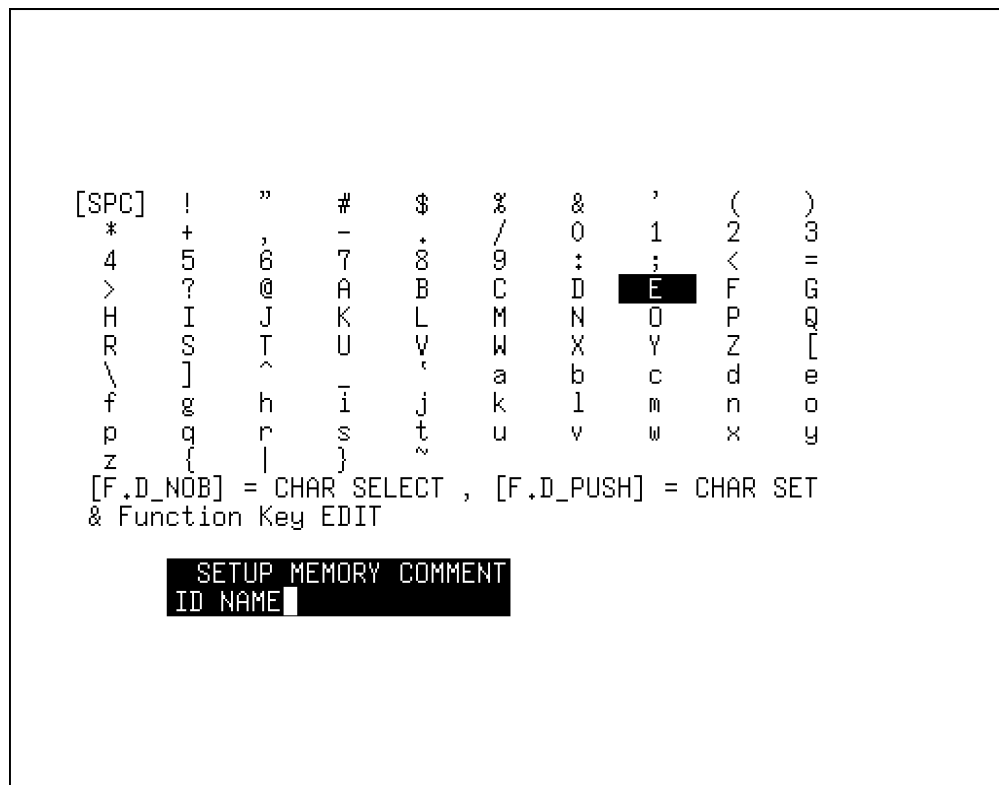 [SPC] ! " # $ % & ' ( )
* + , - . / 0 1 2 3
4 5 6 7 8 9 : ; < =
> ? @ A B C D E F G
H I J K L M N O P Q
R S T U V W X Y Z [
\ ] ^ _ ‛ a b c d e
f g h i j k l m n o
p q r s t u v w x y
z { | } ~
[F.D_NOB] = CHAR SELECT , [F.D_PUSH] = CHAR SET
& Function Key EDIT
SETUP MEMORY COMMENT
ID NAME